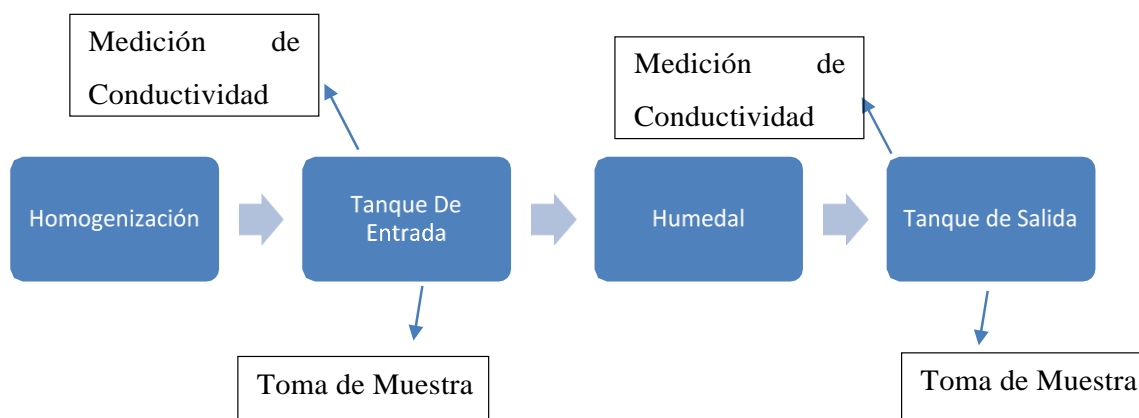 Medición de
Conductividad
Medición de
Conductividad
Homogenización
Tanque De
Entrada
Humedal
Tanque de Salida
Toma de Muestra
Toma de Muestra